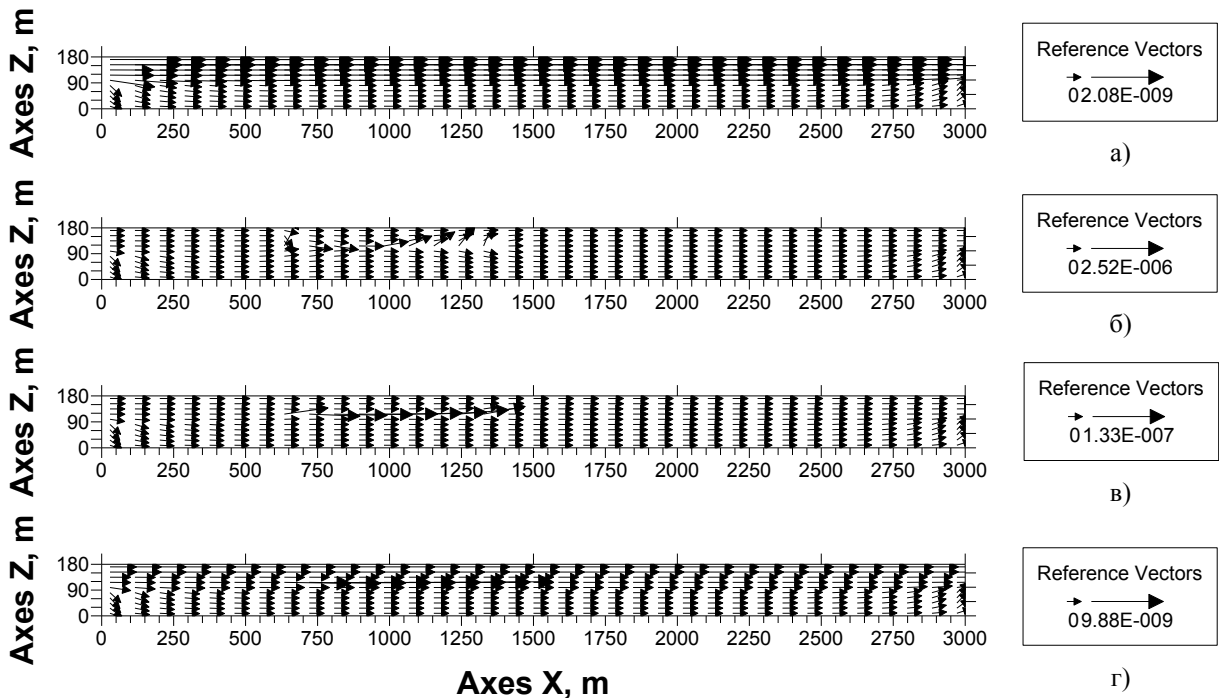 Axes Z, m
180
90
0
0 250 500 750 1000 1250 1500 1750 2000 2250 2500 2750 3000
Reference Vectors
02.08E-009
а)
Axes Z, m
180
90
0
0 250 500 750 1000 1250 1500 1750 2000 2250 2500 2750 3000
Reference Vectors
02.52E-006
б)
Axes Z, m
180
90
0
0 250 500 750 1000 1250 1500 1750 2000 2250 2500 2750 3000
Reference Vectors
01.33E-007
в)
Axes Z, m
180
90
0
0 250 500 750 1000 1250 1500 1750 2000 2250 2500 2750 3000
Reference Vectors
09.88E-009
г)
Axes X, m